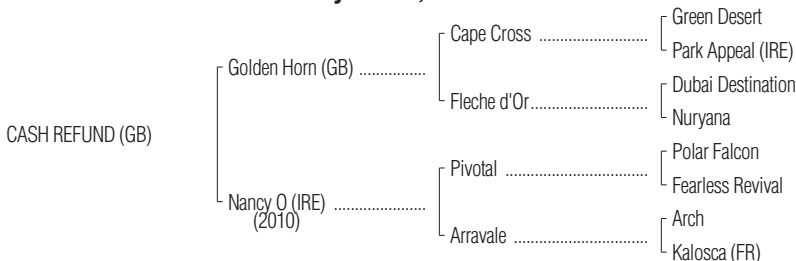 Green Desert
Cape Cross ....................
Park Appeal (IRE)
Golden Horn (GB) ................
Dubai Destination
Fleche d'Or.....................
Nuryana
CASH REFUND (GB)
Polar Falcon
Pivotal ..........................
Fearless Revival
Nancy O (IRE) ......................
(2010)
Arch
Arravale .........................
Kalosca (FR)